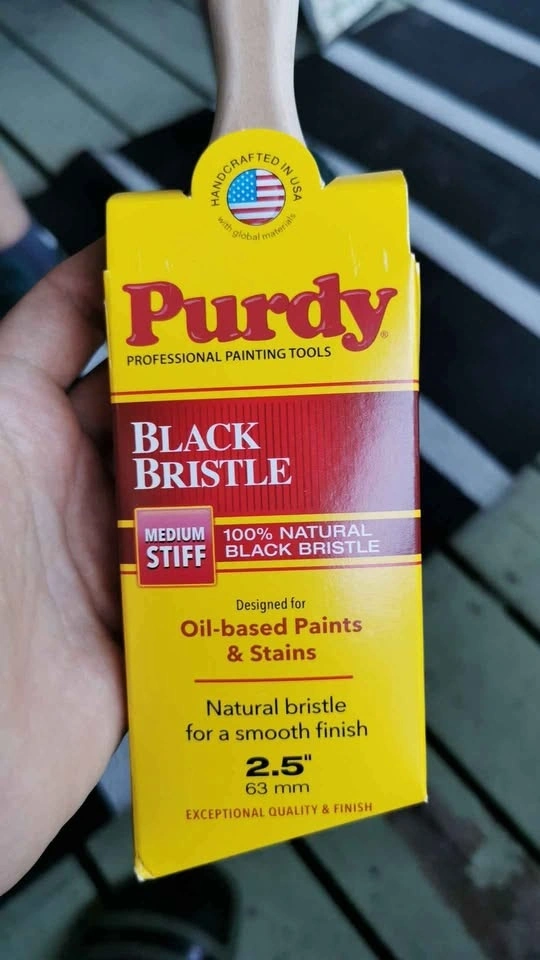 HANDCRAFTED IN USA
with global materials
Purdy®
PROFESSIONAL PAINTING TOOLS
BLACK
BRISTLE
MEDIUM
STIFF
100% NATURAL
BLACK BRISTLE
Designed for
Oil-based Paints
& Stains
Natural bristle
for a smooth finish
2.5"
63 mm
EXCEPTIONAL QUALITY & FINISH